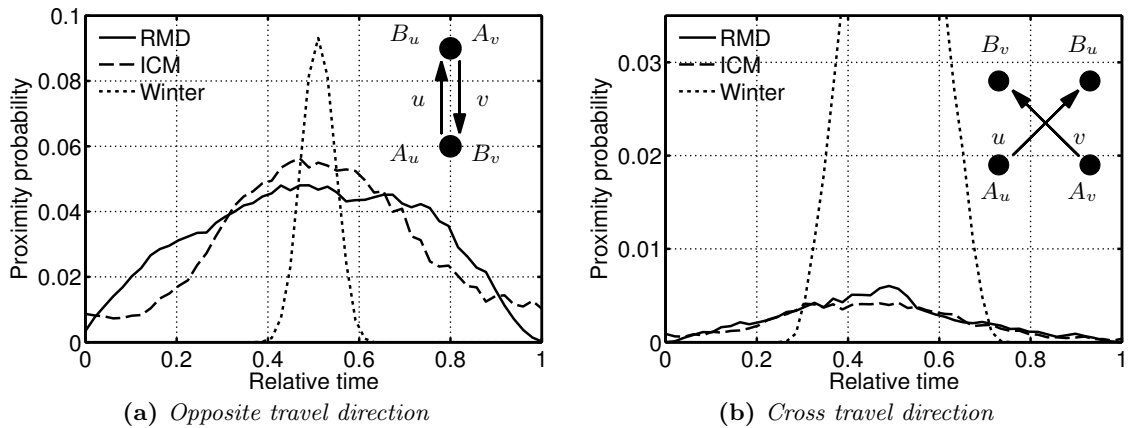 0.1
0.08
0.06
0.04
0.02
0
Proximity probability
RMD
ICM
Winter
B_u A_v
u v
A_u B_v
0 0.2 0.4 0.6 0.8 1
Relative time
(a) Opposite travel direction
0.03
0.02
0.01
0
Proximity probability
RMD
ICM
Winter
B_v B_u
u v
A_u A_v
0 0.2 0.4 0.6 0.8 1
Relative time
(b) Cross travel direction